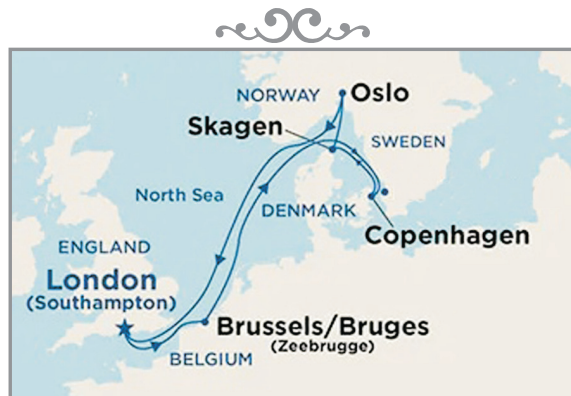 NORWAY
Oslo
Skagen
SWEDEN
North Sea
DENMARK
Copenhagen
ENGLAND
London
(Southampton)
Brussels/Bruges
(Zeebrugge)
BELGIUM